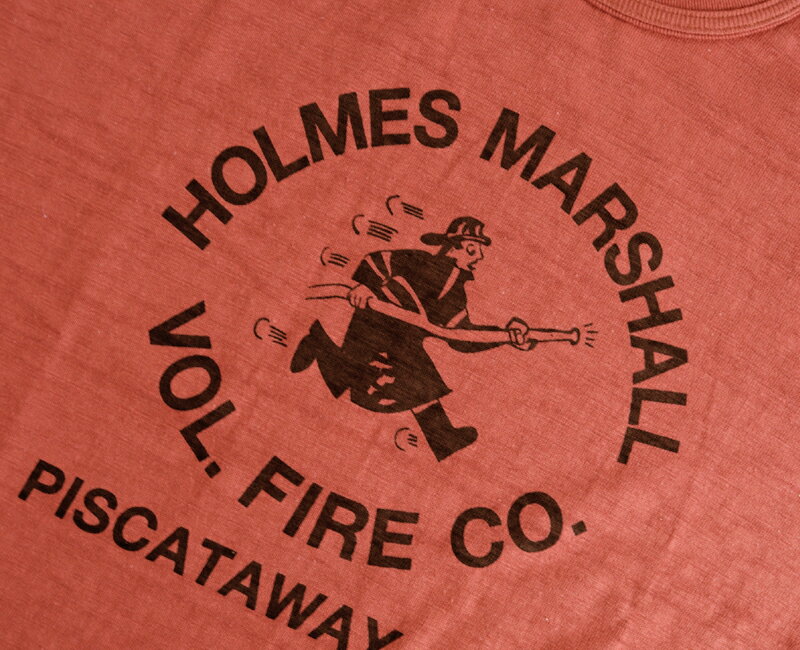 HOLMES MARSHALL
VOL. FIRE CO.
PISCATAWAY